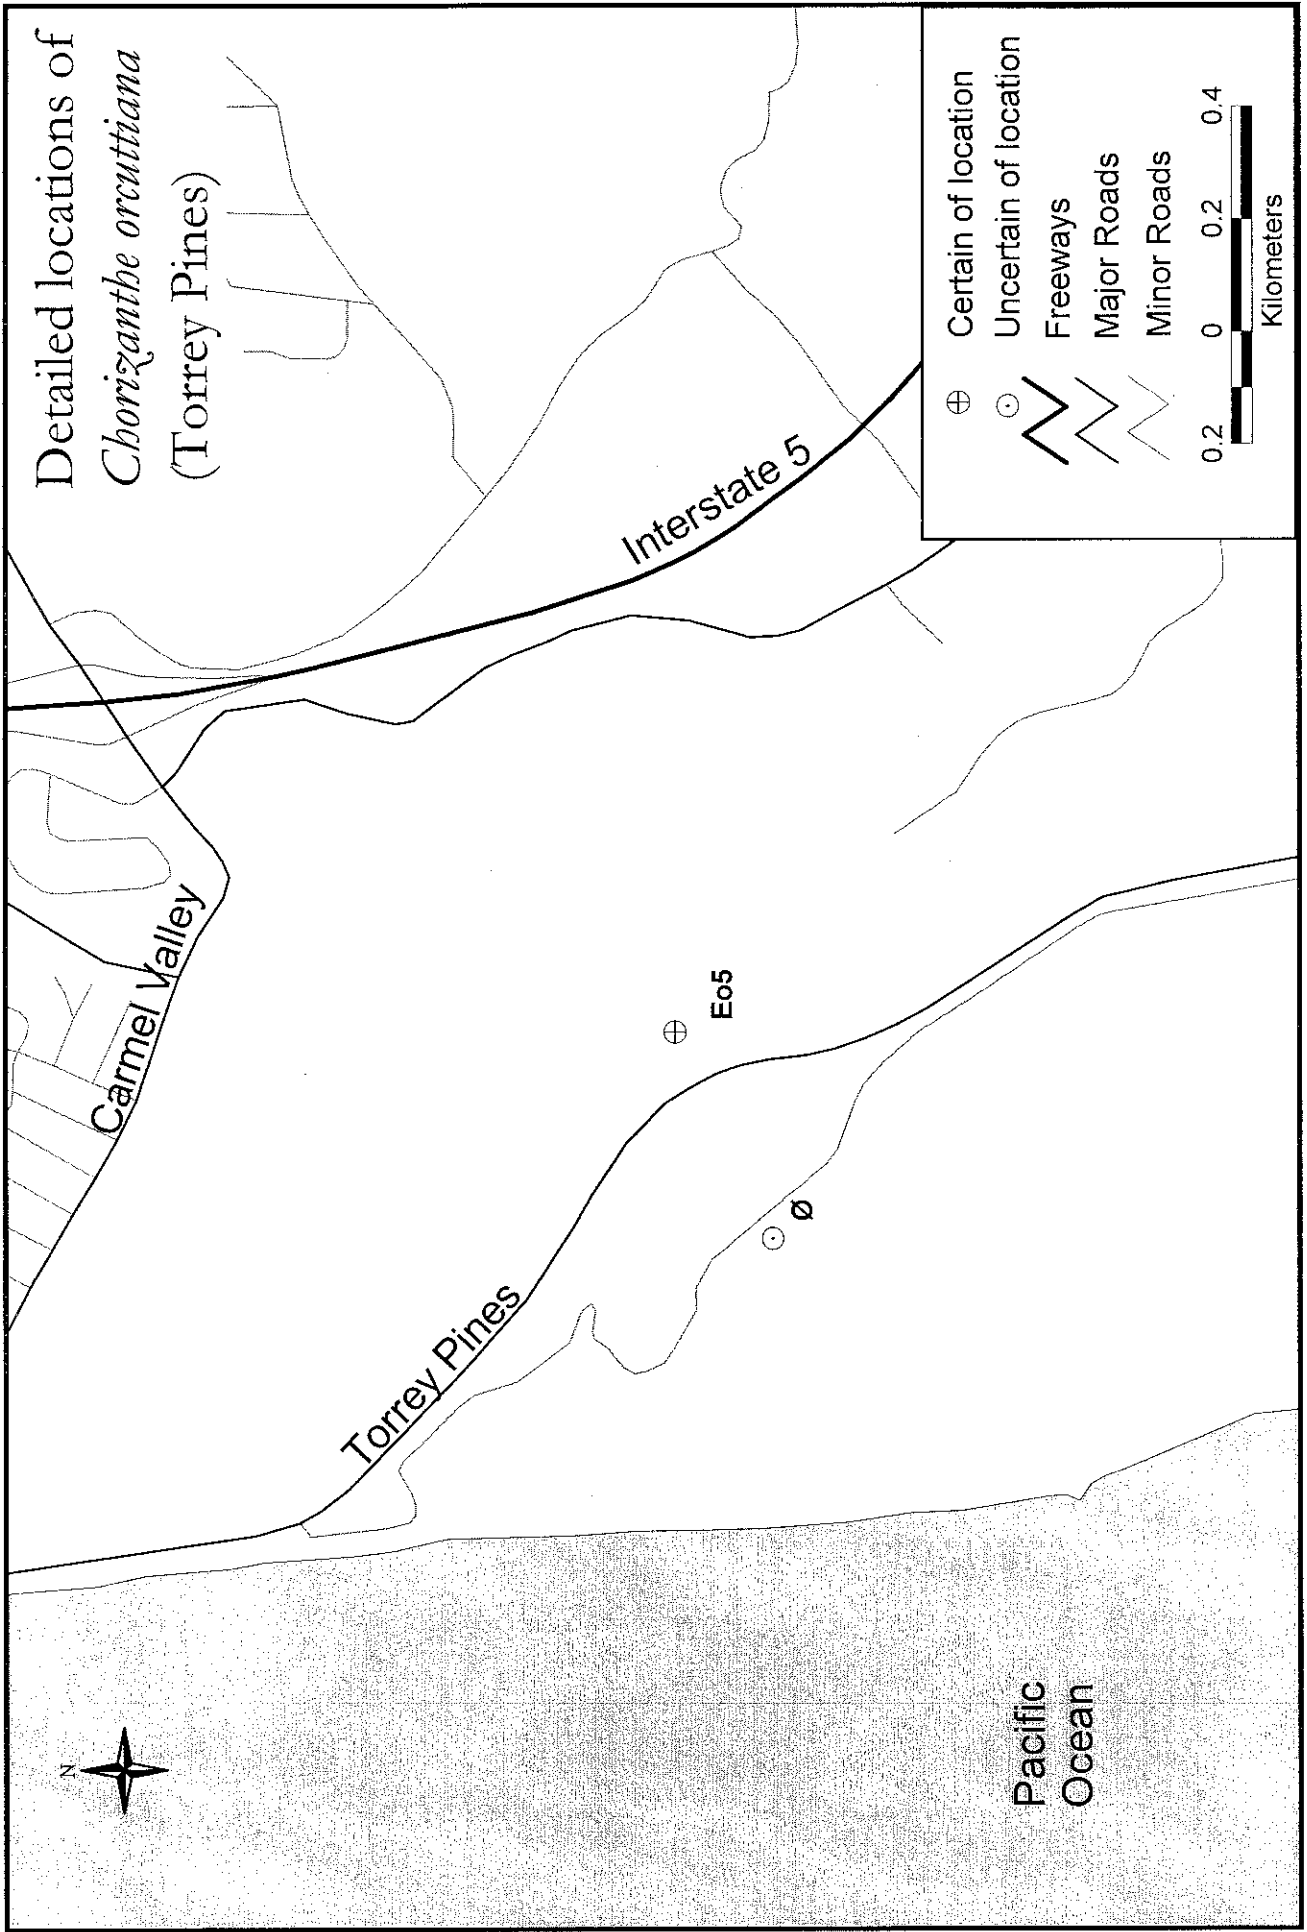 Detailed locations of
Chorizanthe orcuttiana
(Torrey Pines)
N
Carmel Valley
Interstate 5
Torrey Pines
Eo5
Ø
Pacific
Ocean
Certain of location
Uncertain of location
Freeways
Major Roads
Minor Roads
0.2 0 0.2 0.4
Kilometers